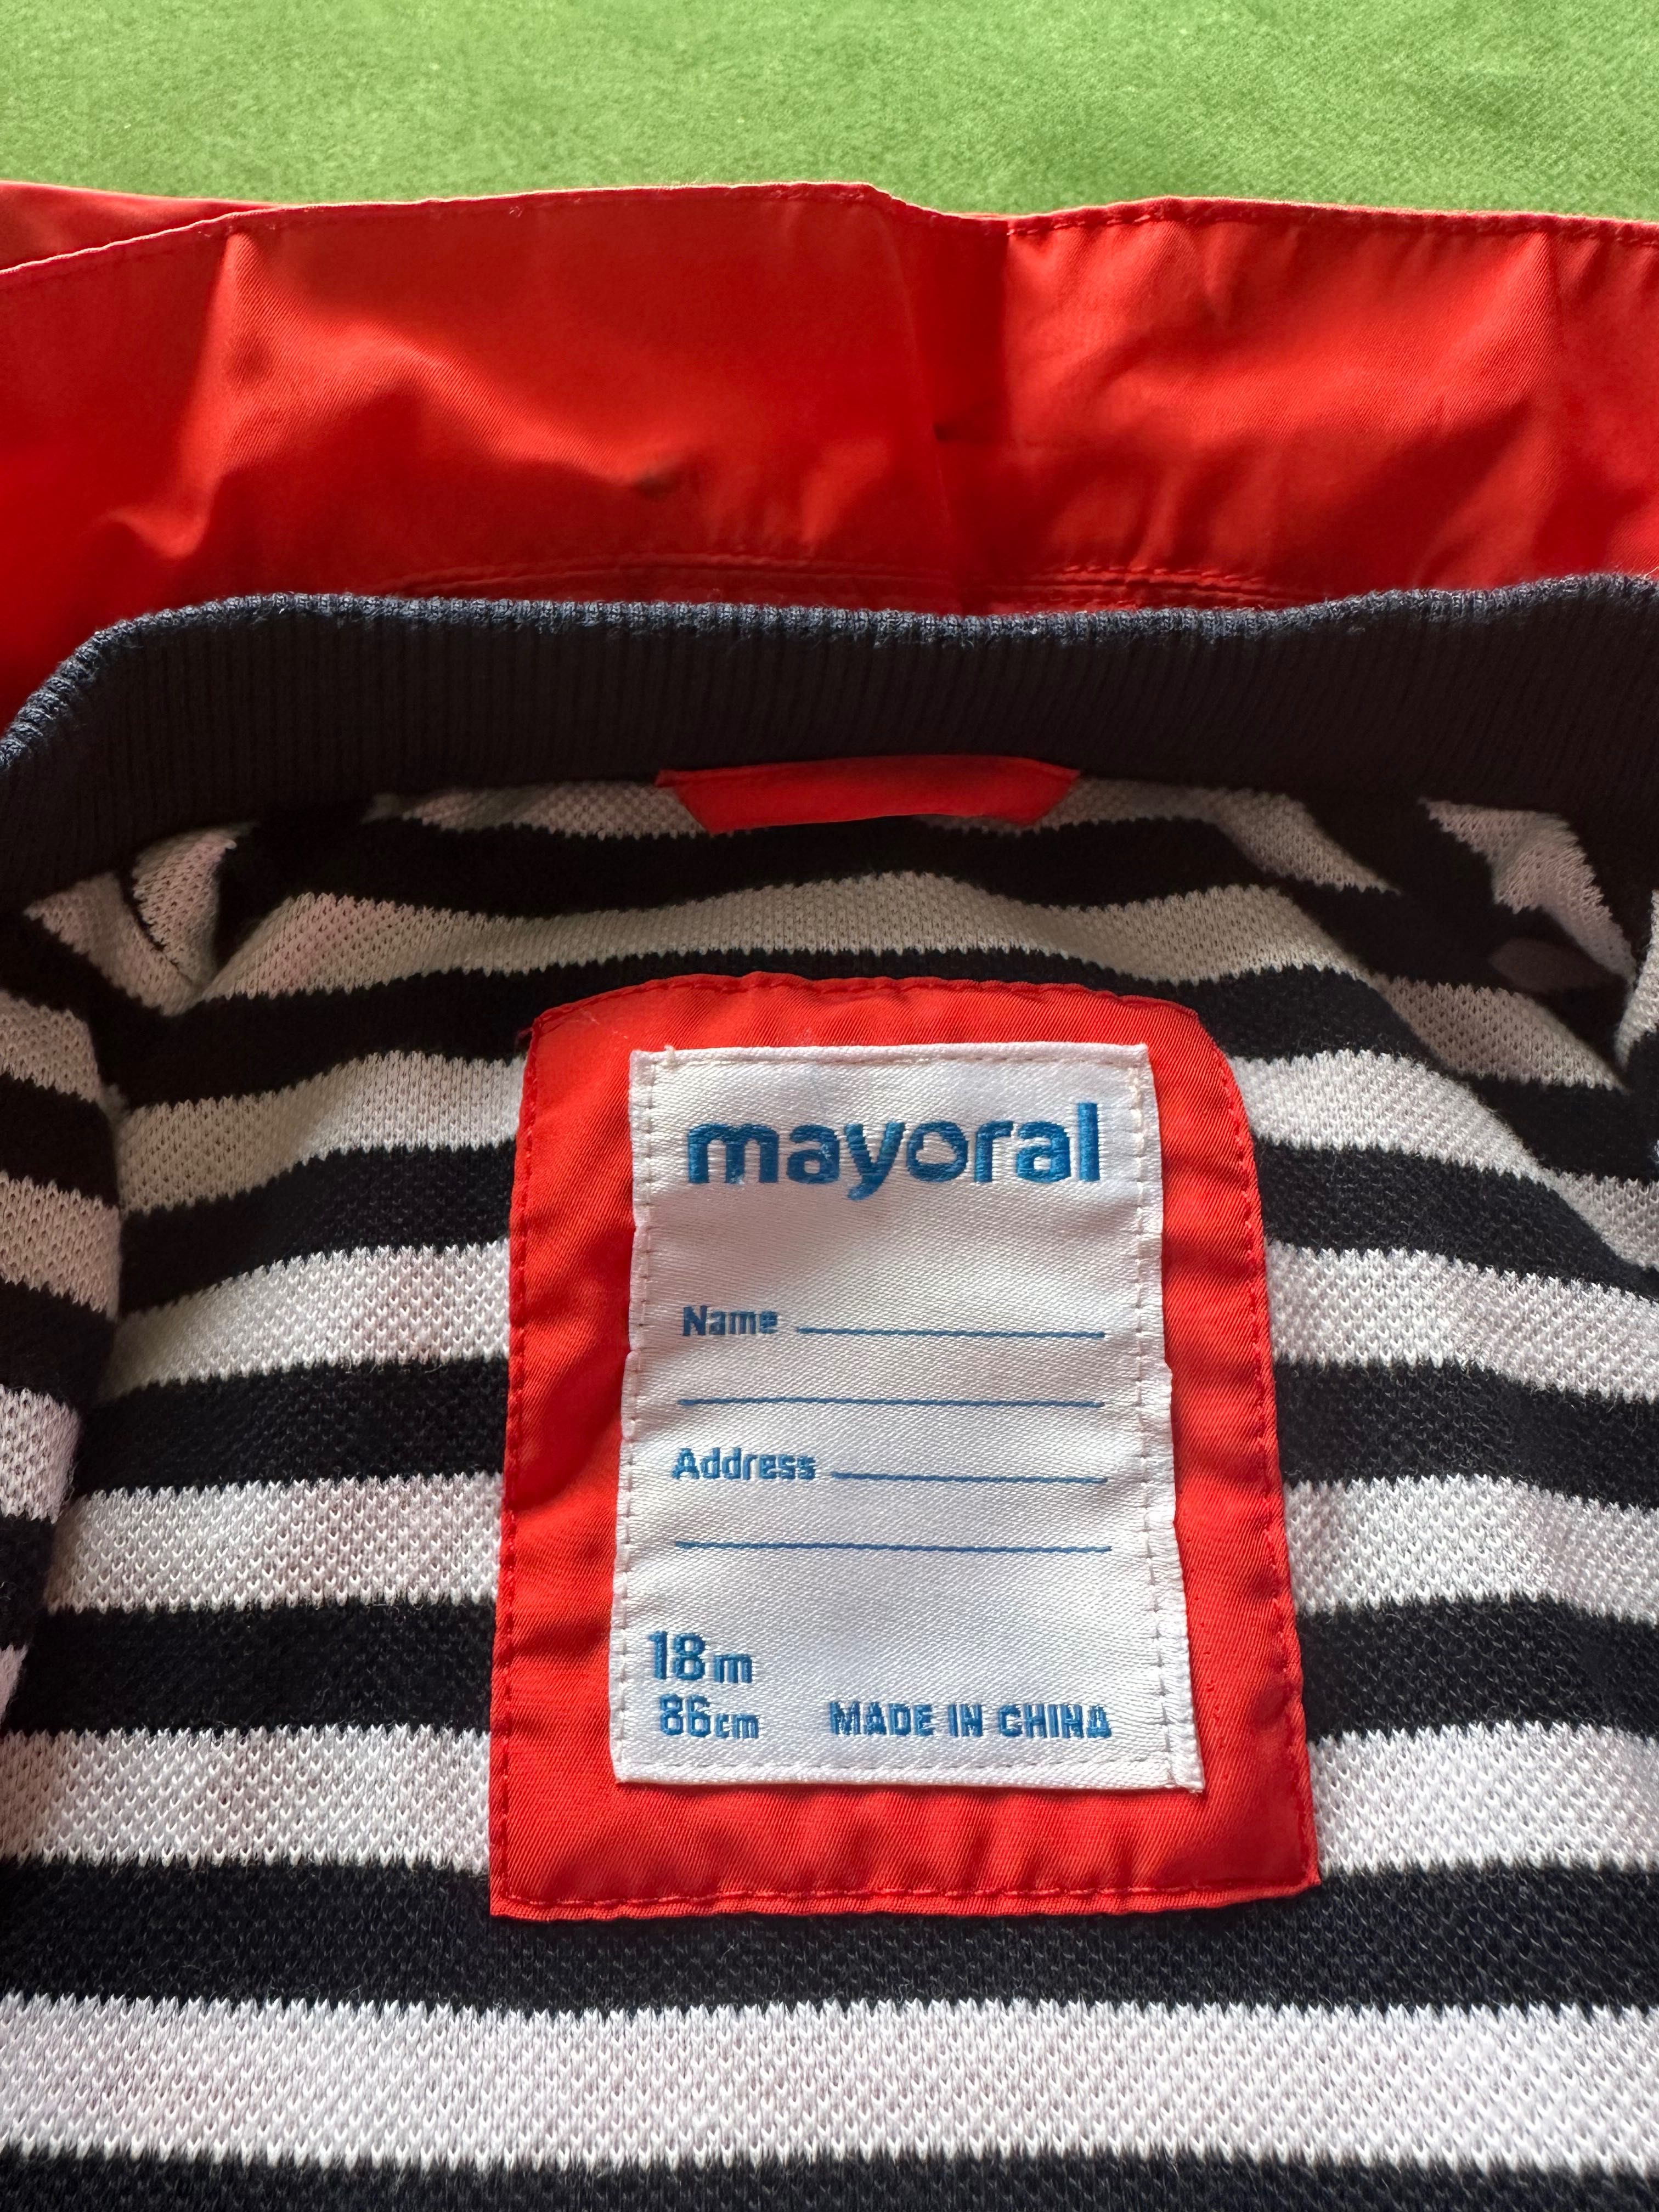 mayoral
Name
Address
18m
86cm MADE IN CHINA